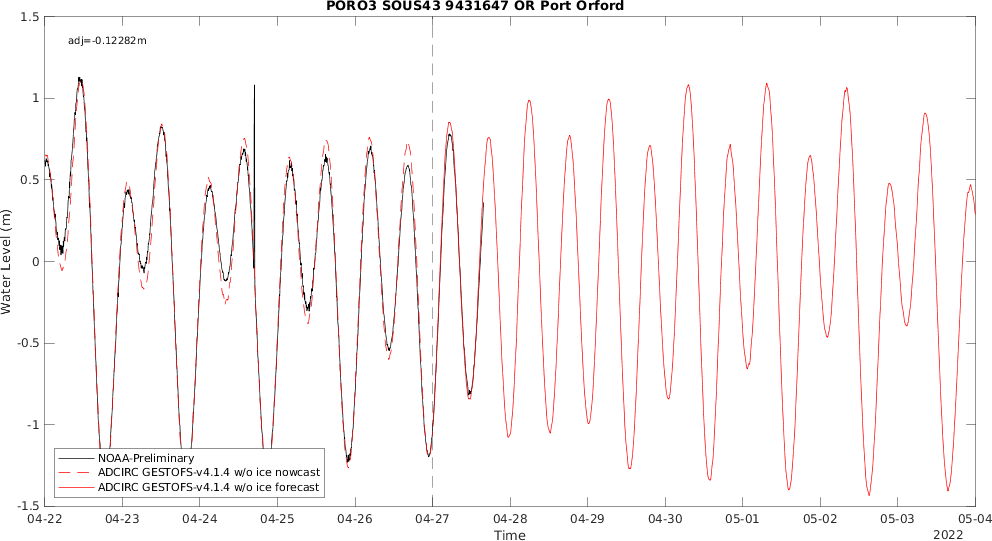 PORO3 SOUS43 9431647 OR Port Orford
adj=-0.12282m
1.5
1
0.5
0
-0.5
-1
-1.5
Water Level (m)
NOAA-Preliminary
ADCIRC GESTOFS-v4.1.4 w/o ice nowcast
ADCIRC GESTOFS-v4.1.4 w/o ice forecast
04-22 04-23 04-24 04-25 04-26 04-27 04-28 04-29 04-30 05-01 05-02 05-03 05-04
Time
2022